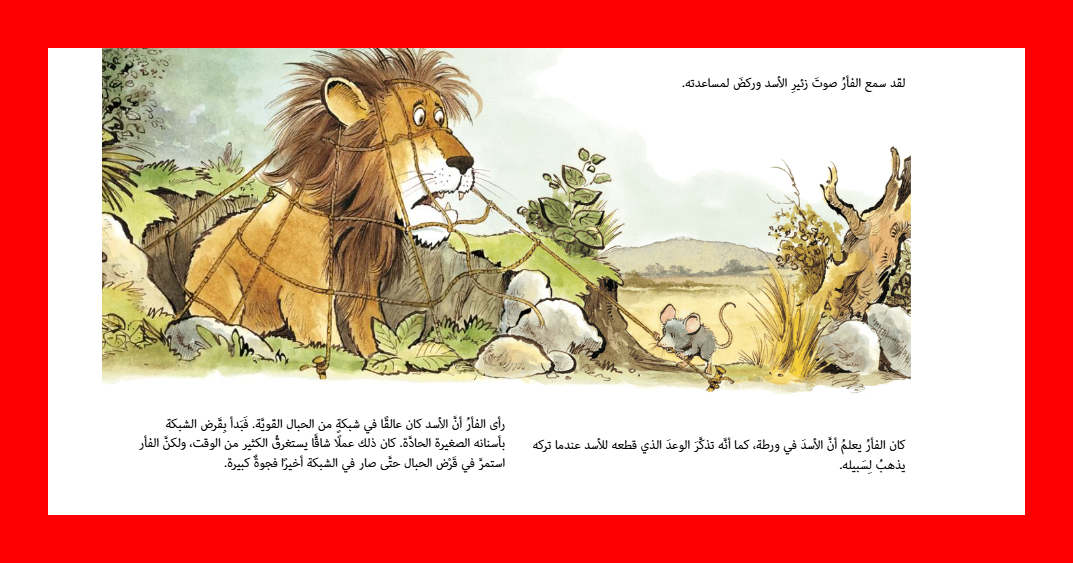 لقد سمع الفأرُ صوتَ زئيرِ الأسد وركضَ لمساعدته.
كان الفأرُ يعلمُ أنَّ الأسدَ في ورطة، كما أنَّه تذكَّرَ الوعدَ الذي قطعه للأسد عندما تركه
يذهبُ لِسَبيله.
رأى الفأرُ أنَّ الأسد كان عالقًا في شبكةٍ من الحبال القويَّة. فَبَدأ بِقَرض الشبكة
بأسنانه الصغيرة الحادَّة. كان ذلك عملًا شاقًّا يستغرقُ الكثير من الوقت، ولكنَّ الفأر
استمرَّ في قَرْض الحبال حتَّى صار في الشبكة أخيرًا فجوةٌ كبيرة.